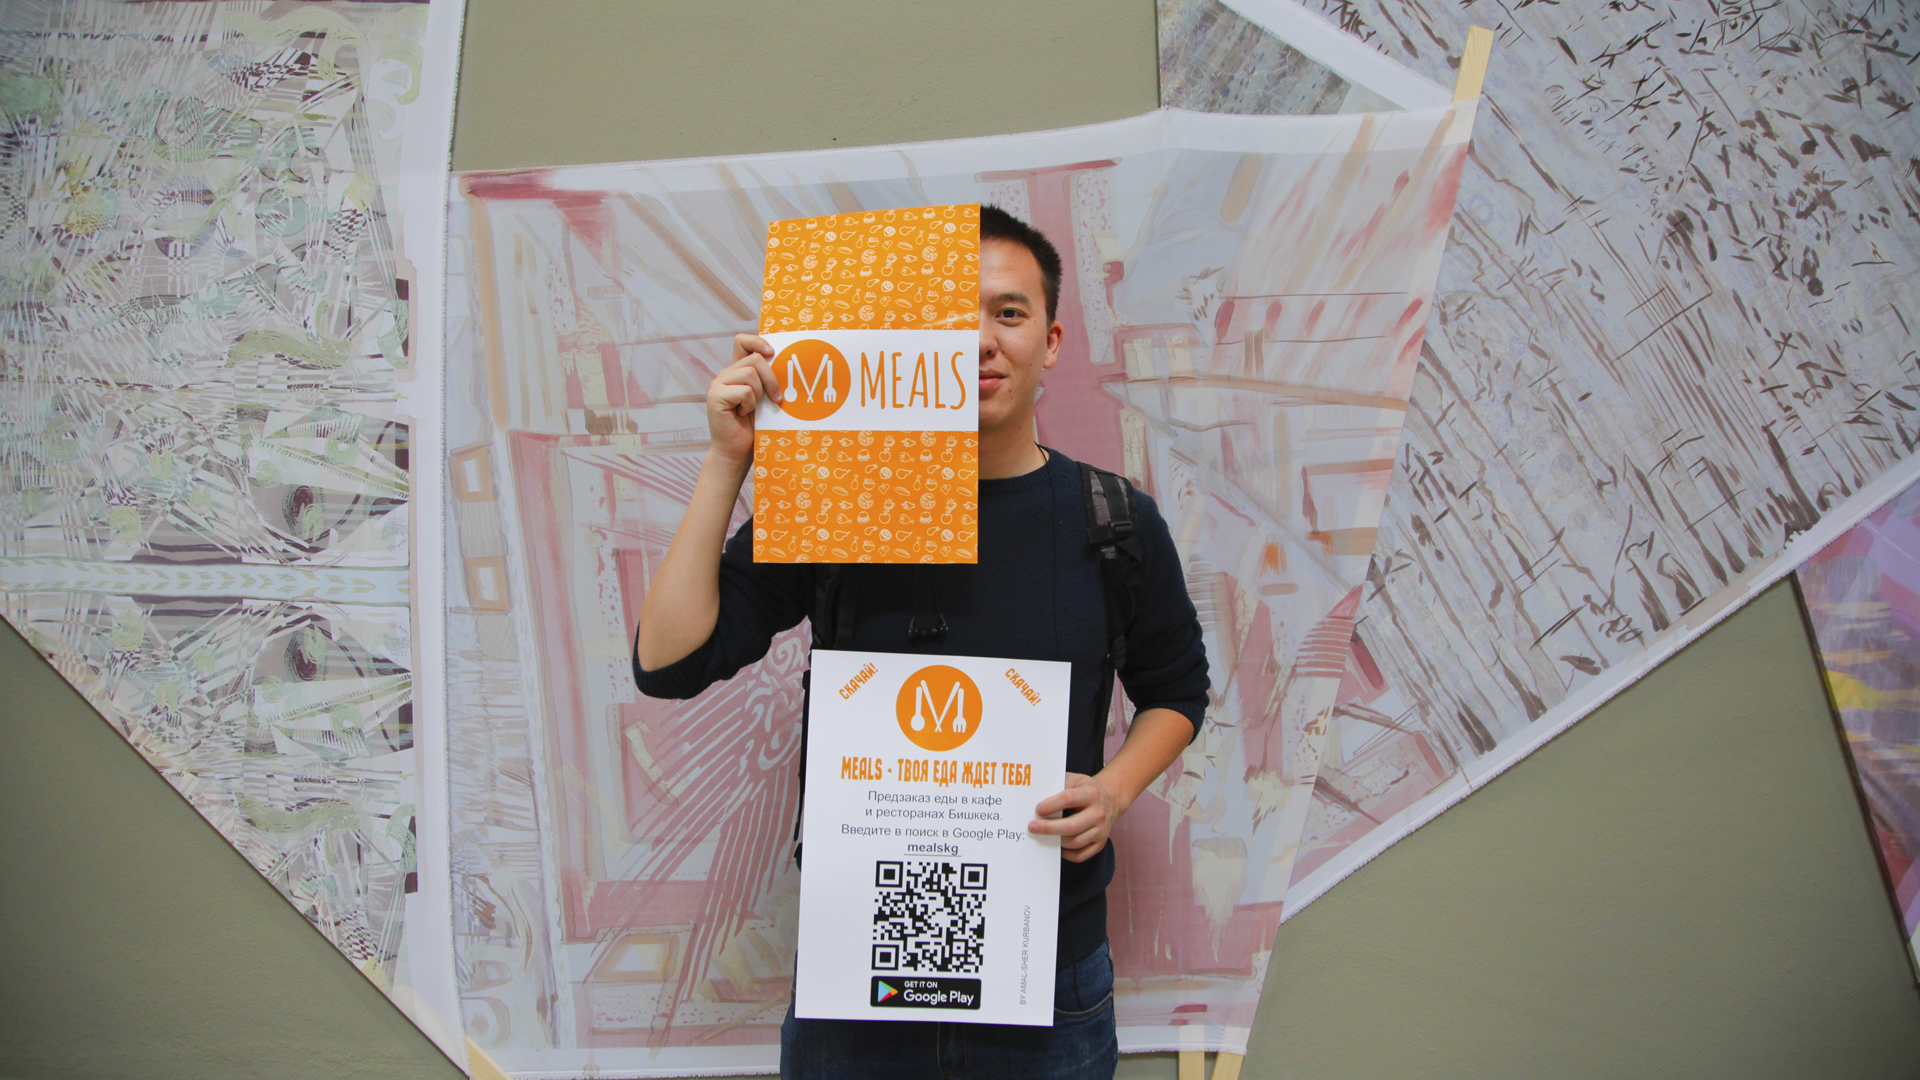 MEALS
СКАЧАЙ!
СКАЧАЙ!
MEALS - ТВОЯ ЕДА ЖДЕТ ТЕБЯ
Предзаказ еды в кафе
и ресторанах Бишкека.
Введите в поиск в Google Play:
mealskg
GET IT ON
Google Play
BY AMAL-SHER KURBANOV